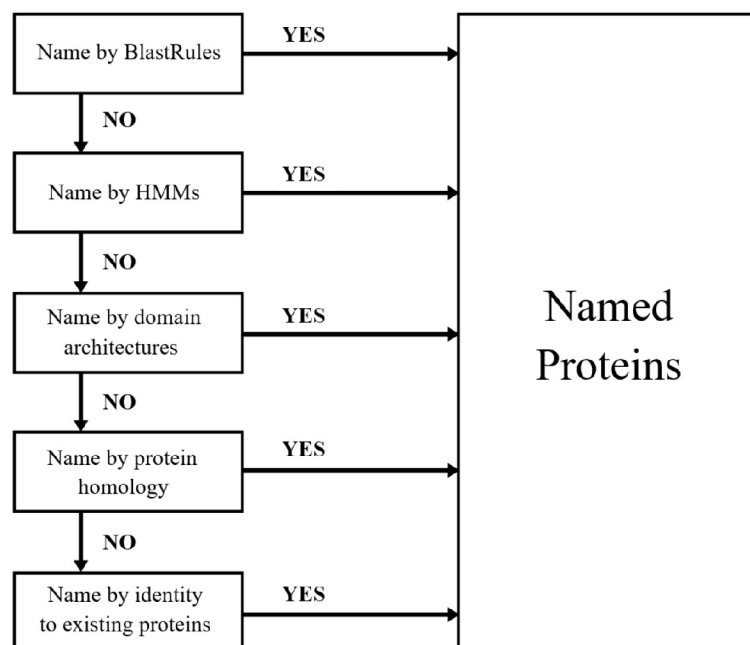 Name by BlastRules
YES
NO
Name by HMMs
YES
NO
Name by domain
architectures
YES
Named
Proteins
NO
Name by protein
homology
YES
NO
Name by identity
to existing proteins
YES